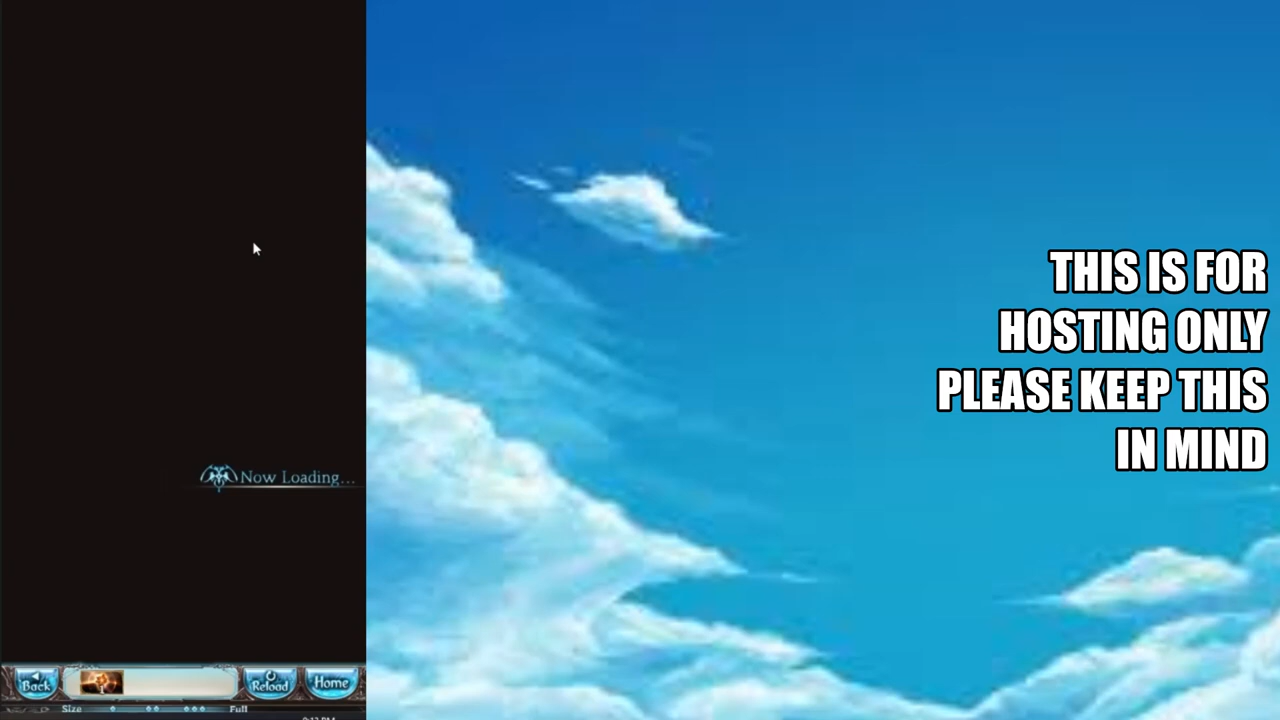 THIS IS FOR
HOSTING ONLY
PLEASE KEEP THIS
IN MIND
Now Loading...
Back
Reload
Home
Size
Full